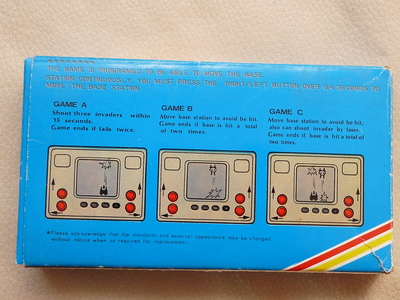 THE GAME IS PROGRAMED TO BE ABLE TO MOVE THE BASE
STATION CONTINUOUSLY. YOU MUST PRESS THE RIGHT/LEFT BUTTON OVER 0.4 SECONDS TO
MOVE THE BASE STATION.
GAME A
Shoot three invaders within
15 seconds.
Game ends if fails twice.
GAME B
Move base station to avoid be hit.
Game ends if base is hit a total
of two times.
GAME C
Move base station to avoid be hit,
also can shoot invader by laser.
Game ends if base is hit a total of
two times.
*Please acknowledge that the standards and external appearance may be changed
without notice when so required for improvement.